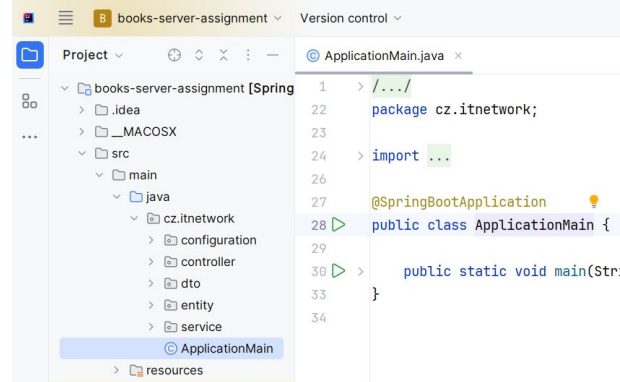 B books-server-assignment Version control
Project
ApplicationMain.java
books-server-assignment [Spring
.idea
__MACOSX
src
main
java
cz.itnetwork
configuration
controller
dto
entity
service
ApplicationMain
resources
1 /.../
22 package cz.itnetwork;
23
24 import ...
26
27 @SpringBootApplication
28 public class ApplicationMain {
29
30 public static void main(Stri
33 }
34